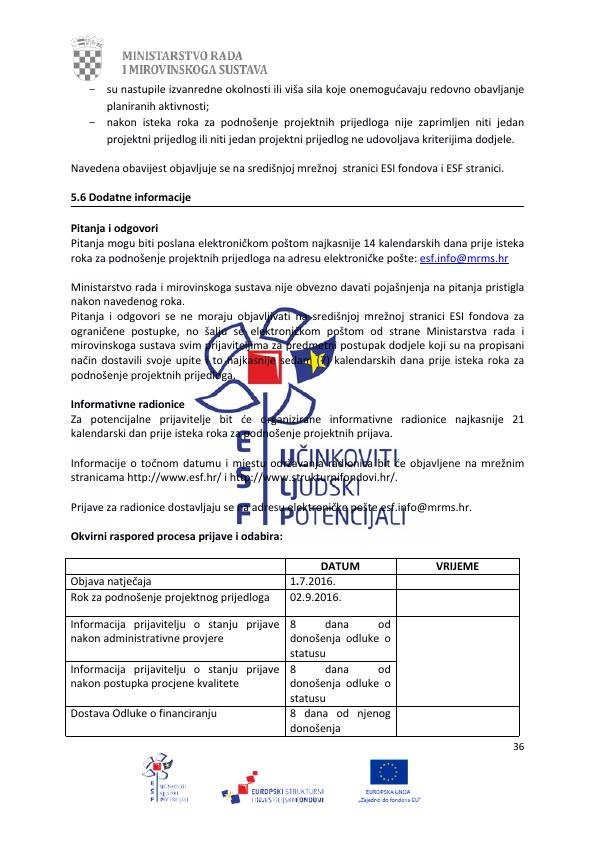 MINISTARSTVO RADA
I MIROVINSKOGA SUSTAVA
− su nastupile izvanredne okolnosti ili viša sila koje onemogućavaju redovno obavljanje
planiranih aktivnosti;
− nakon isteka roka za podnošenje projektnih prijedloga nije zaprimljen niti jedan
projektni prijedlog ili niti jedan projektni prijedlog ne udovoljava kriterijima dodjele.
Navedena obavijest objavljuje se na središnjoj mrežnoj stranici ESI fondova i ESF stranici.
5.6 Dodatne informacije
Pitanja i odgovori
Pitanja mogu biti poslana elektroničkom poštom najkasnije 14 kalendarskih dana prije isteka
roka za podnošenje projektnih prijedloga na adresu elektroničke pošte: esf.info@mrms.hr
Ministarstvo rada i mirovinskoga sustava nije obvezno davati pojašnjenja na pitanja pristigla
nakon navedenog roka.
Pitanja i odgovori se ne moraju objavljivati na središnjoj mrežnoj stranici ESI fondova za
ograničene postupke, no šalju se elektroničkom poštom od strane Ministarstva rada i
mirovinskoga sustava svim prijaviteljima za predmetni postupak dodjele koji su na propisani
način dostavili svoje upite i to najkasnije sedam (7) kalendarskih dana prije isteka roka za
podnošenje projektnih prijedloga.
Informativne radionice
Za potencijalne prijavitelje bit će organizirane informativne radionice najkasnije 21
kalendarski dan prije isteka roka za podnošenje projektnih prijava.
Informacije o točnom datumu i mjestu održavanja radionica bit će objavljene na mrežnim
stranicama http://www.esf.hr/ i http://www.strukturnifondovi.hr/.
Prijave za radionice dostavljaju se na adresu elektroničke pošte esf.info@mrms.hr.
E
S
F
UČINKOVITI
LJUDSKI
POTENCIJALI
Okvirni raspored procesa prijave i odabira:
DATUM VRIJEME
Objava natječaja 1.7.2016.
Rok za podnošenje projektnog prijedloga 02.9.2016.
Informacija prijavitelju o stanju prijave
nakon administrativne provjere
8 dana od
donošenja odluke o
statusu
Informacija prijavitelju o stanju prijave
nakon postupka procjene kvalitete
8 dana od
donošenja odluke o
statusu
Dostava Odluke o financiranju
8 dana od njenog
donošenja
36
E
S
F
UČINKOVITI
LJUDSKI
POTENCIJALI
EUROPSKI STRUKTURNI
I INVESTICIJSKI FONDOVI
EUROPSKA UNIJA
„Zajedno do fondova EU"